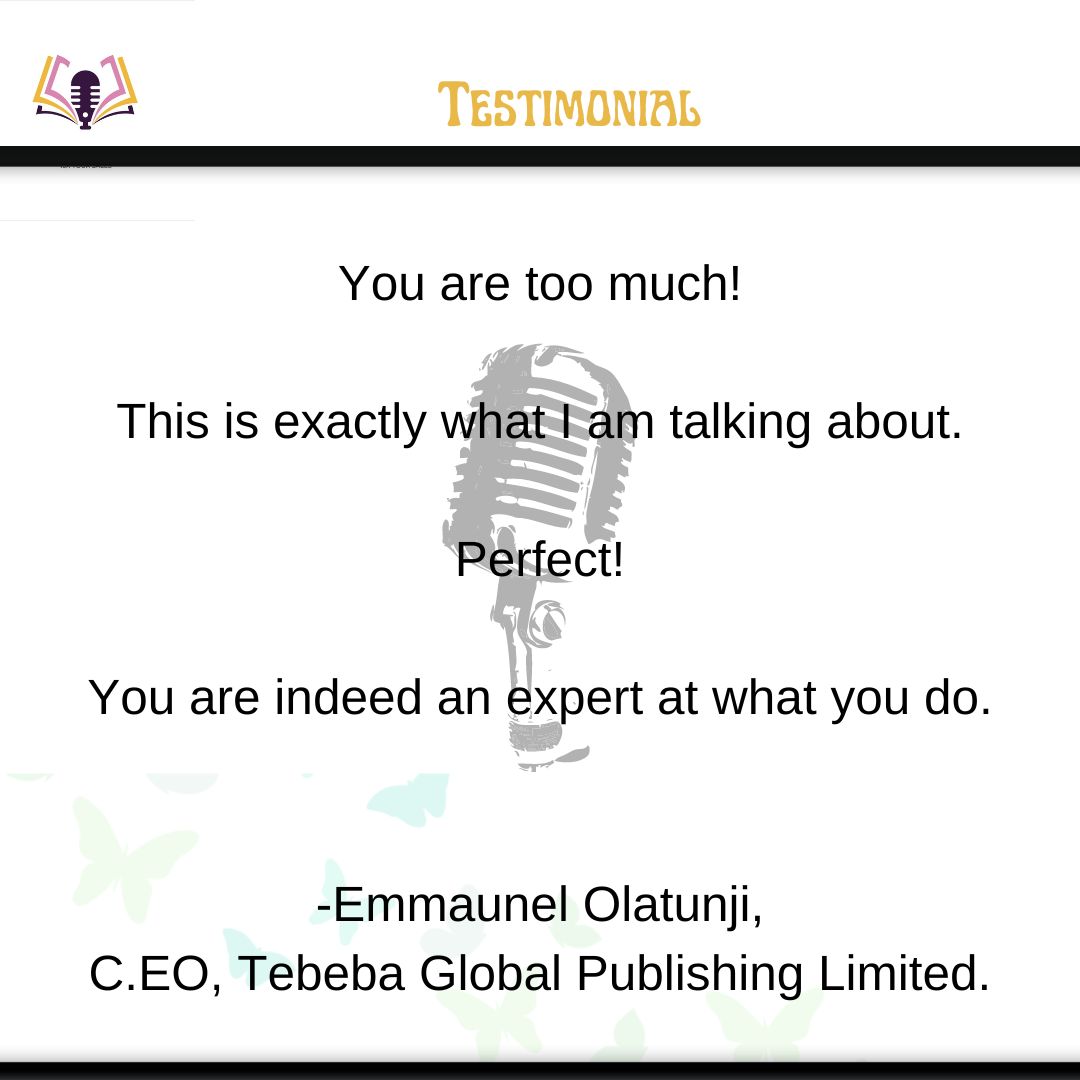 Testimonial
You are too much!
This is exactly what I am talking about.
Perfect!
You are indeed an expert at what you do.
-Emmaunel Olatunji,
C.EO, Tebeba Global Publishing Limited.